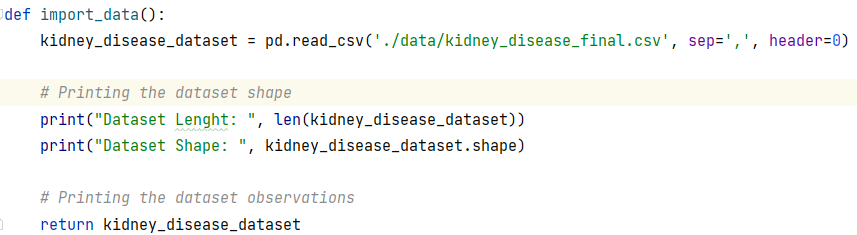 def import_data():
    kidney_disease_dataset = pd.read_csv('./data/kidney_disease_final.csv', sep=',', header=0)
    # Printing the dataset shape
    print("Dataset Lenght: ", len(kidney_disease_dataset))
    print("Dataset Shape: ", kidney_disease_dataset.shape)
    # Printing the dataset observations
    return kidney_disease_dataset